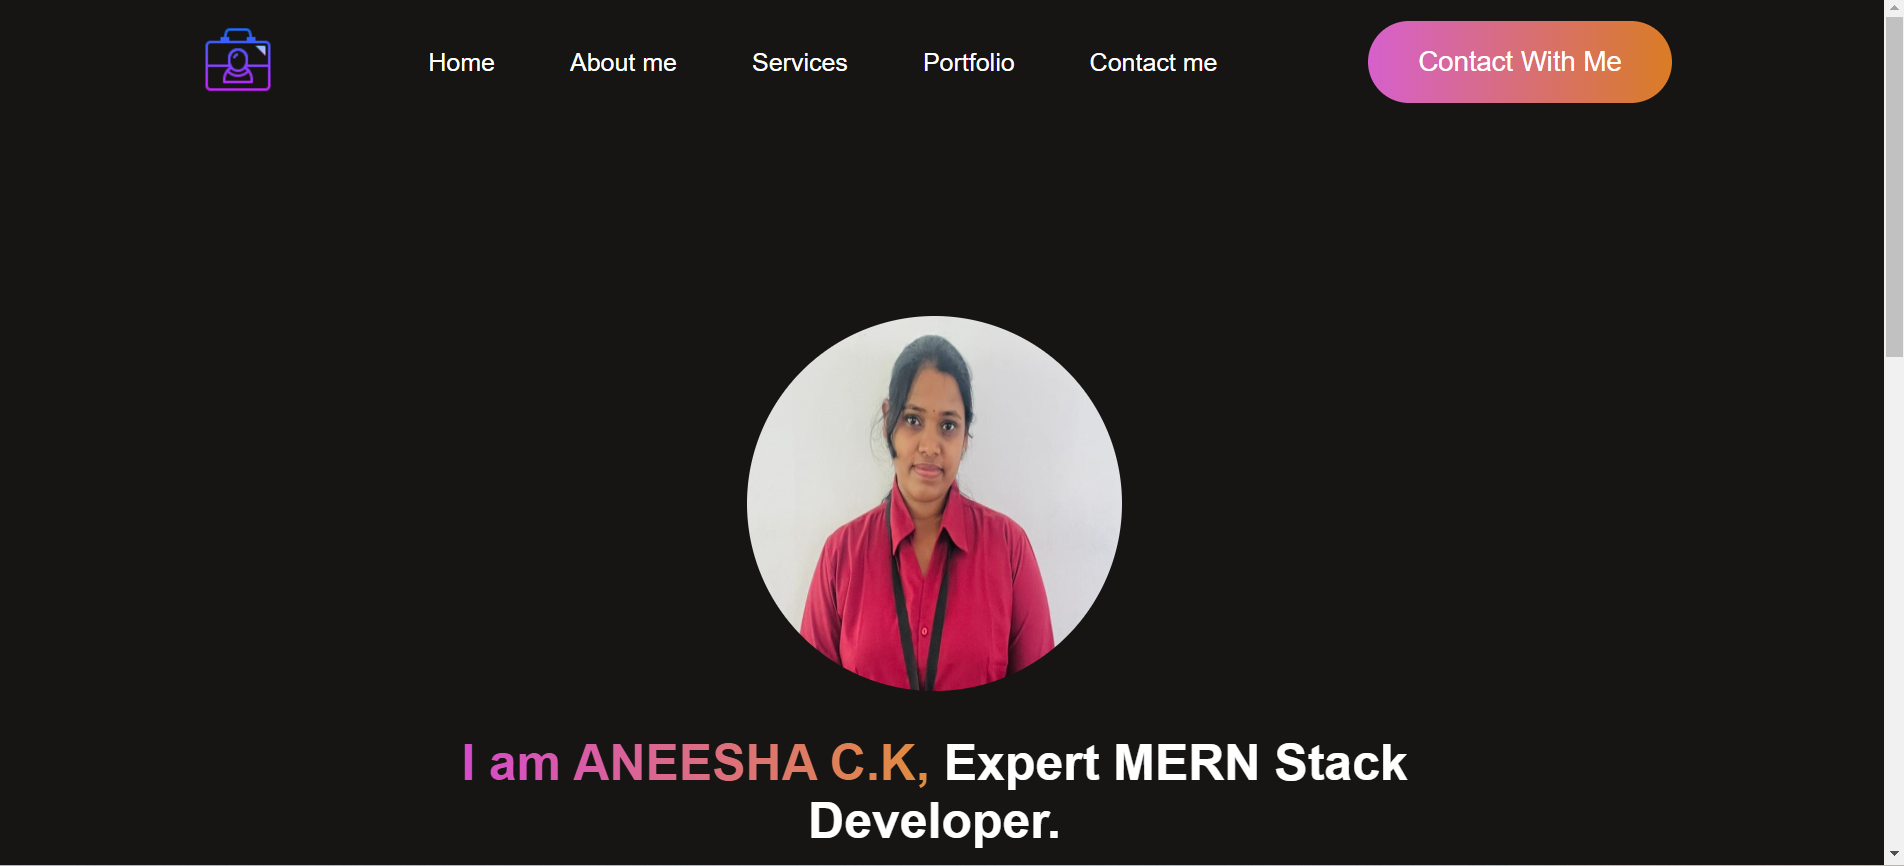 Home About me Services Portfolio Contact me Contact With Me
I am ANEESHA C.K, Expert MERN Stack
Developer.